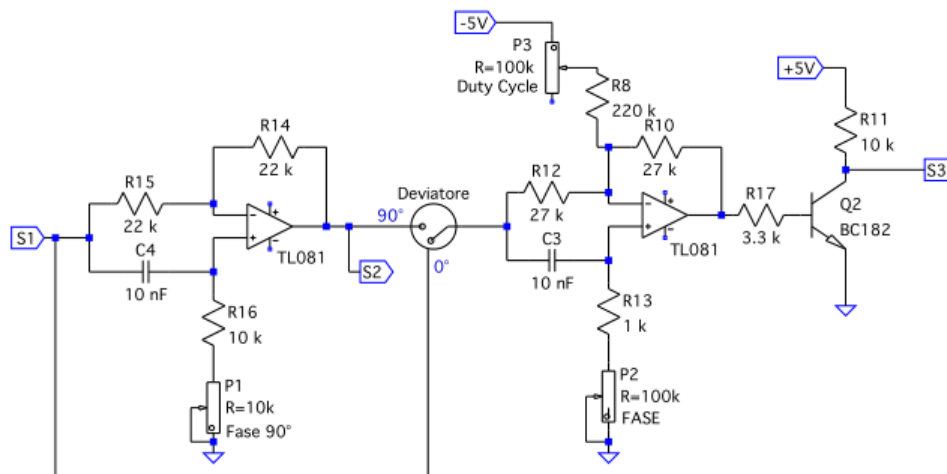 -5V
P3
R=100k
Duty Cycle
R8
220 k
+5V
R11
10 k
R14
22 k
R10
27 k
R15
22 k
R12
27 k
Deviatore
90°
0°
S1
C4
10 nF
TL081
S2
C3
10 nF
TL081
R17
3.3 k
Q2
BC182
S3
R16
10 k
R13
1 k
P1
R=10k
Fase 90°
P2
R=100k
FASE